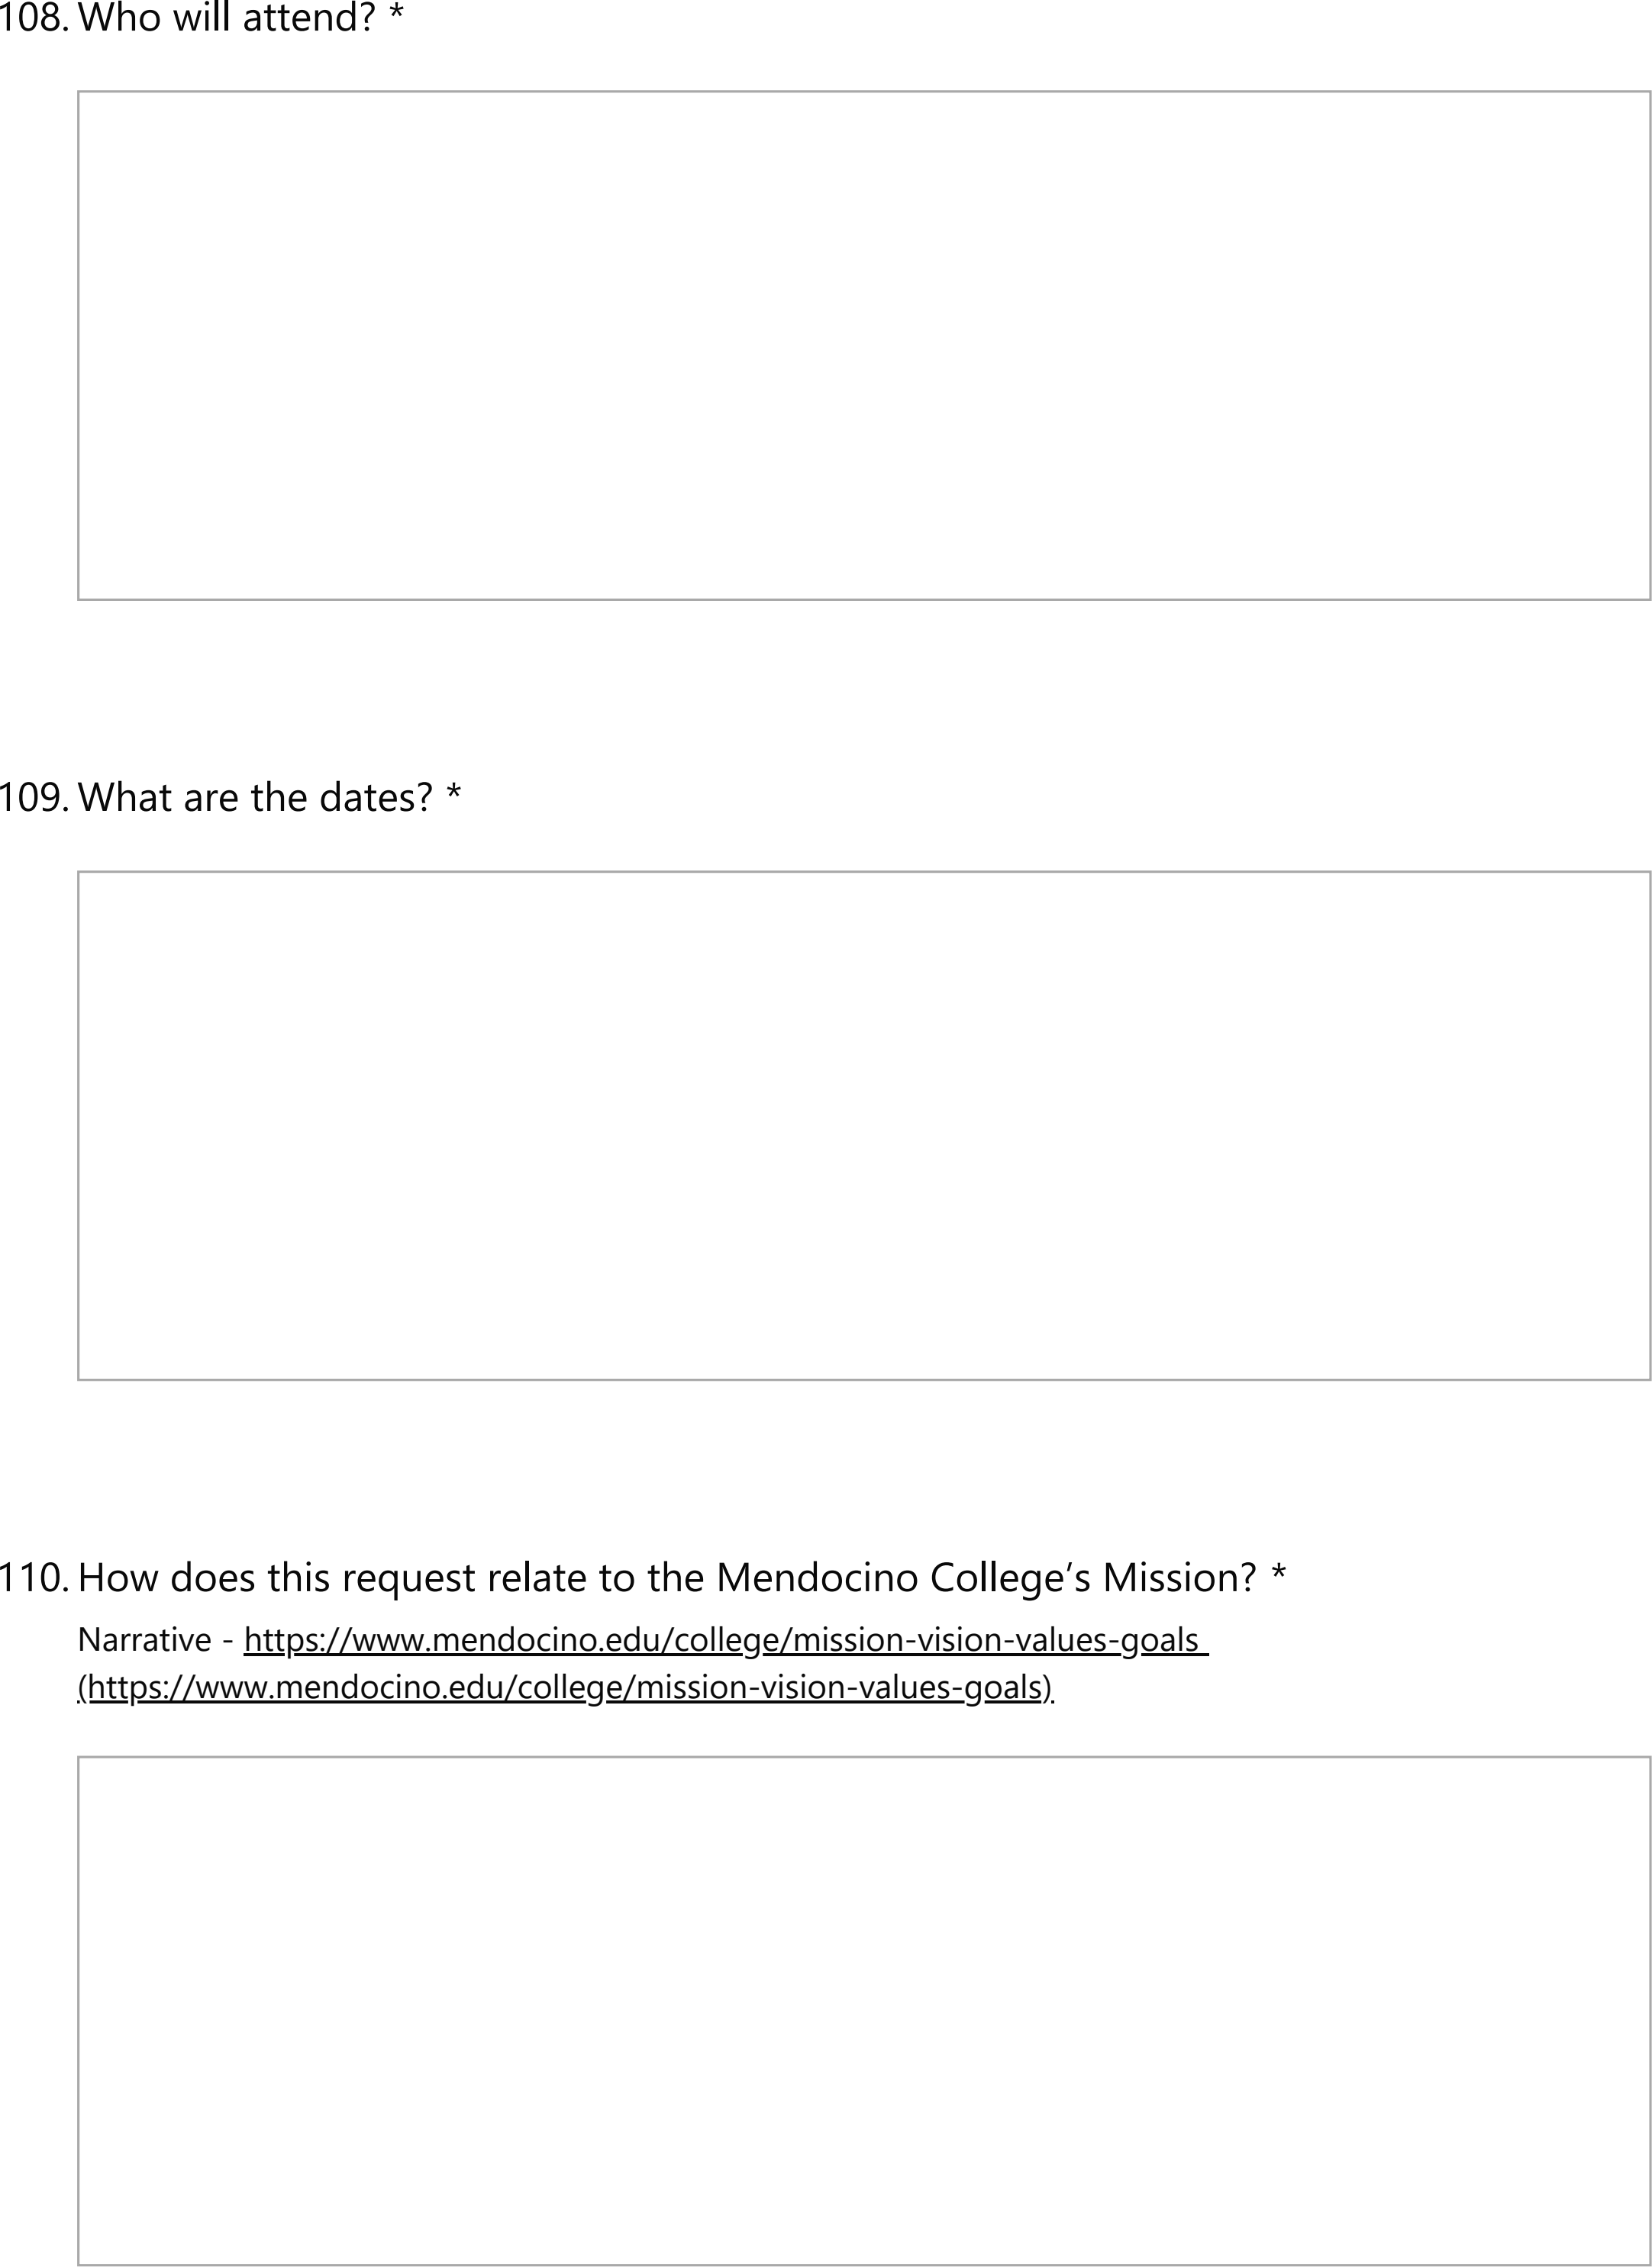 108. Who will attend? *
109. What are the dates? *
110. How does this request relate to the Mendocino College’s Mission? *
Narrative - https://www.mendocino.edu/college/mission-vision-values-goals
(https://www.mendocino.edu/college/mission-vision-values-goals)